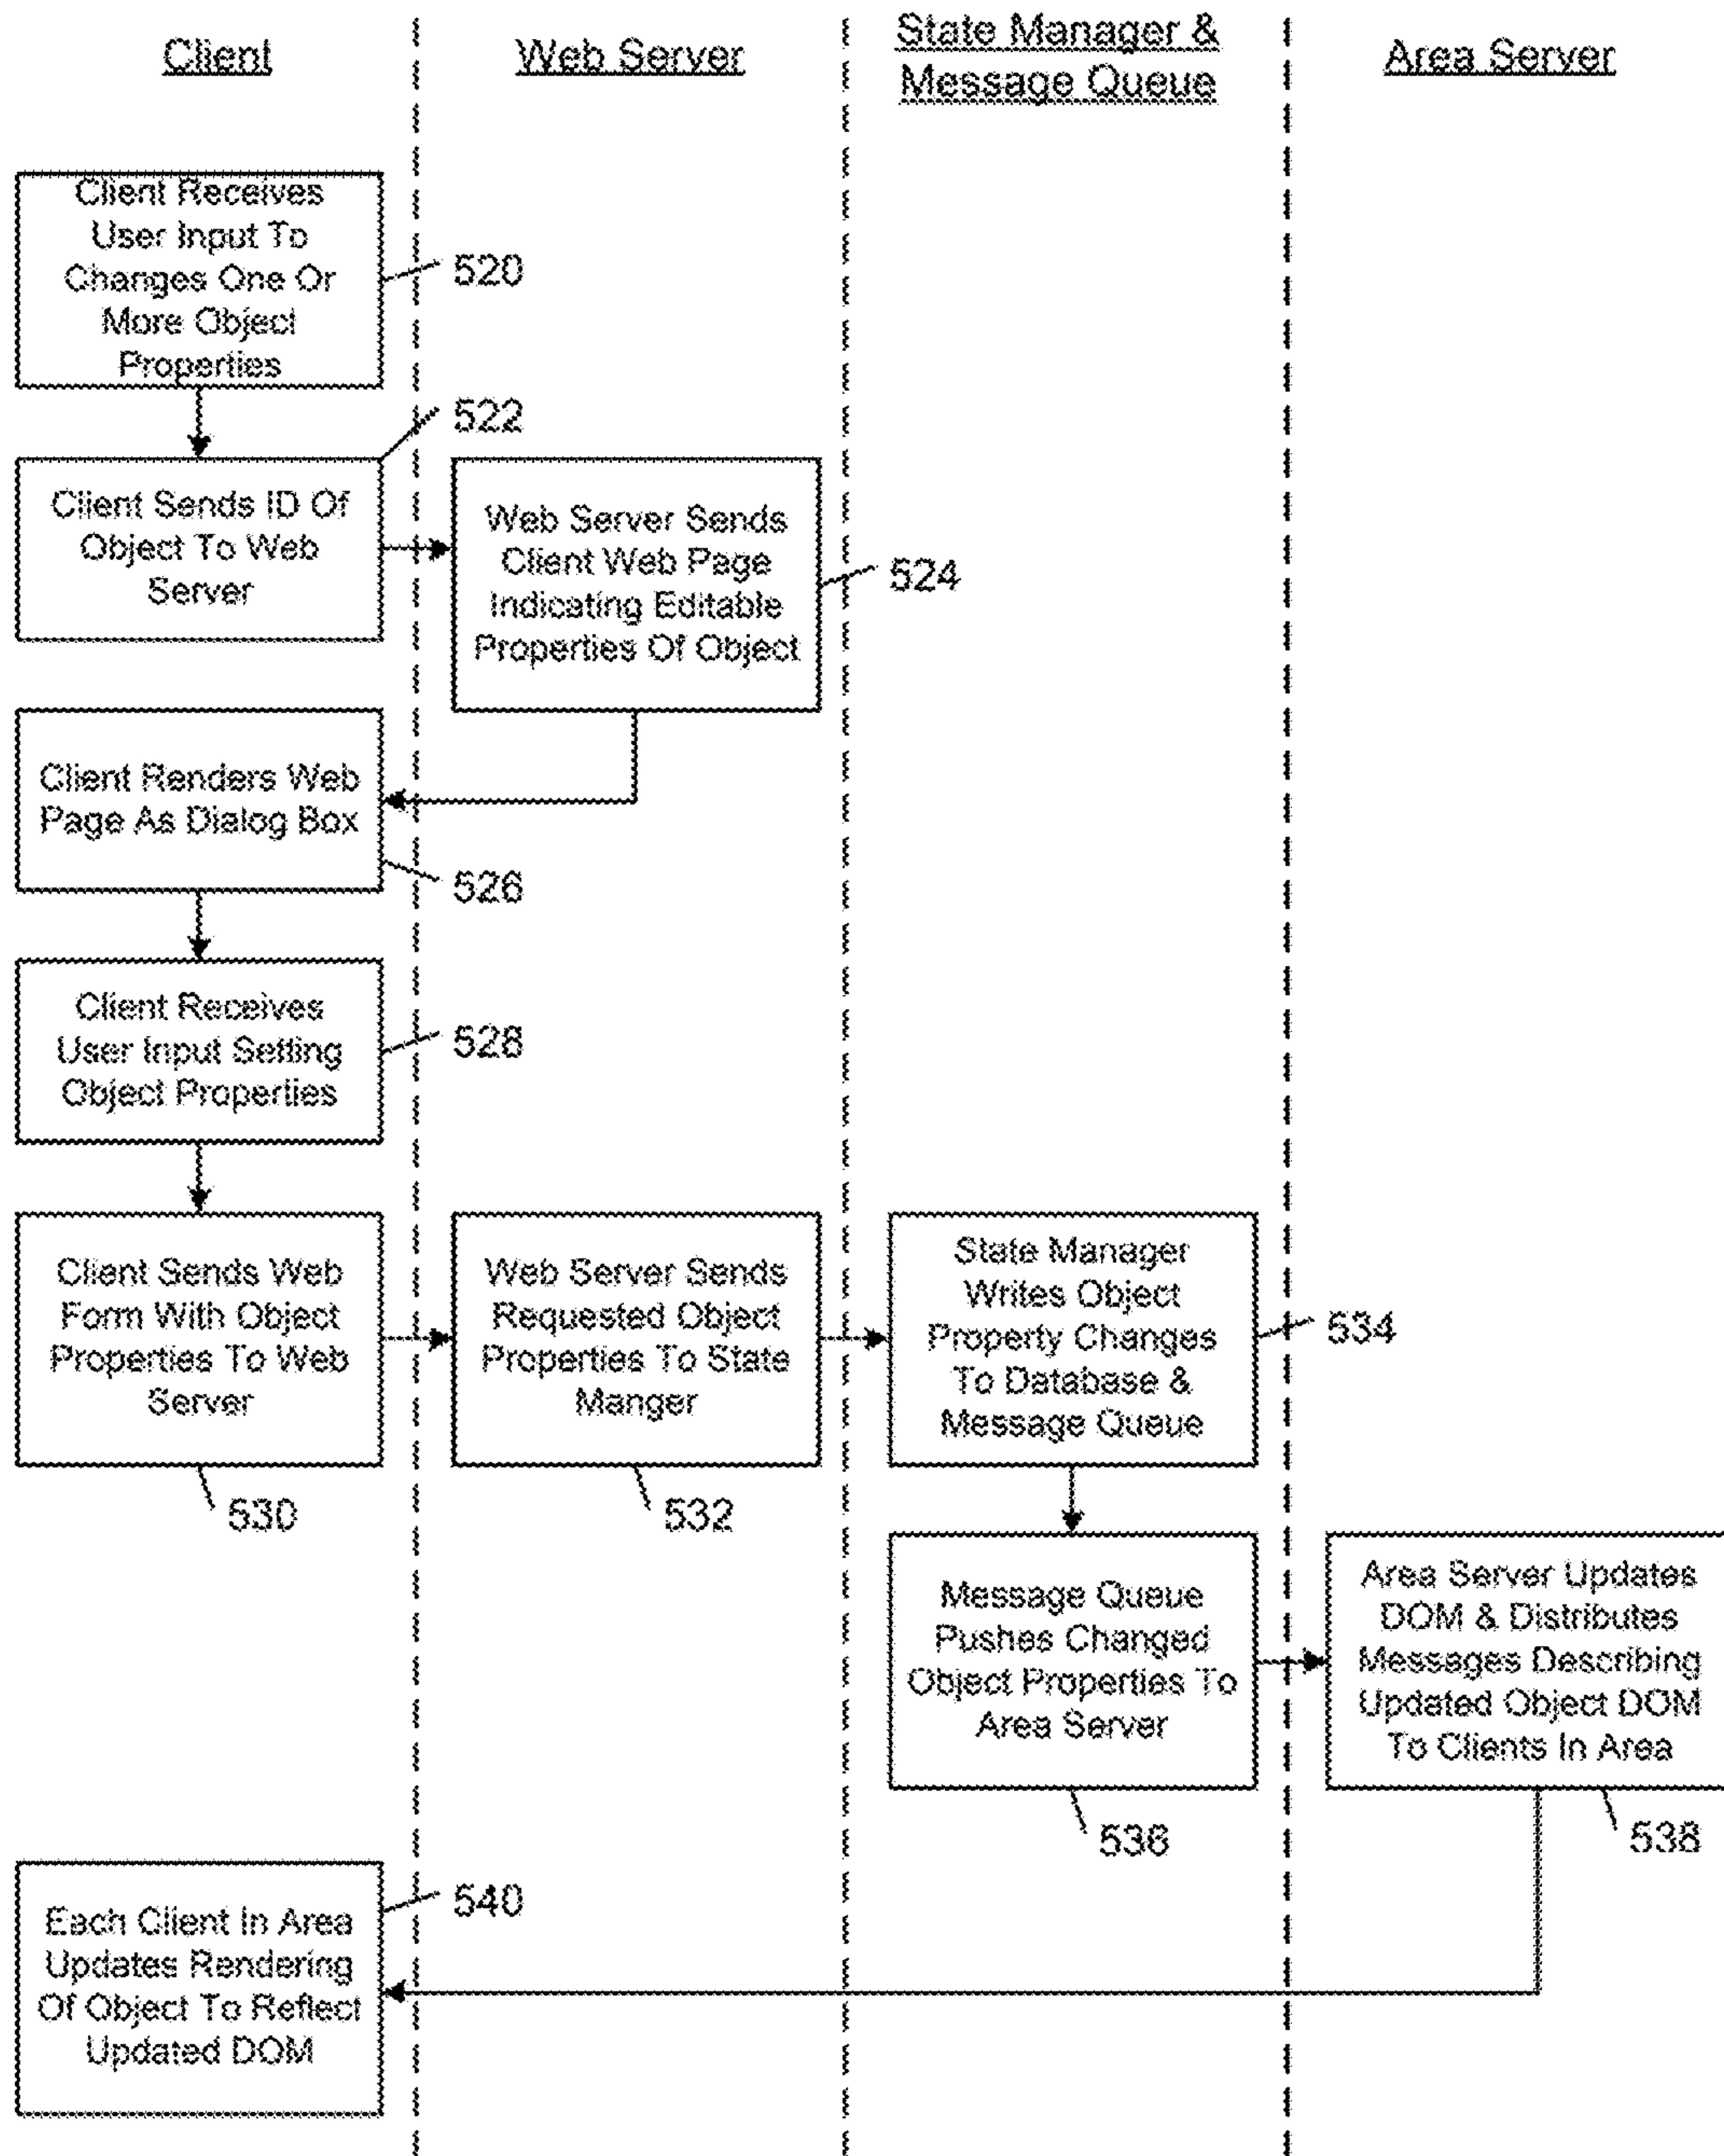 Client
Web Server
State Manager &
Message Queue
Area Server
Client Receives
User Input To
Changes One Or
More Object
Properties
520
522
Client Sends ID Of
Object To Web
Server
Web Server Sends
Client Web Page
Indicating Editable
Properties Of Object
524
Client Renders Web
Page As Dialog Box
526
Client Receives
User Input Setting
Object Properties
528
Client Sends Web
Form With Object
Properties To Web
Server
530
Web Server Sends
Requested Object
Properties To State
Manger
532
State Manager
Writes Object
Property Changes
To Database &
Message Queue
534
Message Queue
Pushes Changed
Object Properties To
Area Server
536
Area Server Updates
DOM & Distributes
Messages Describing
Updated Object DOM
To Clients In Area
538
Each Client In Area
Updates Rendering
Of Object To Reflect
Updated DOM
540